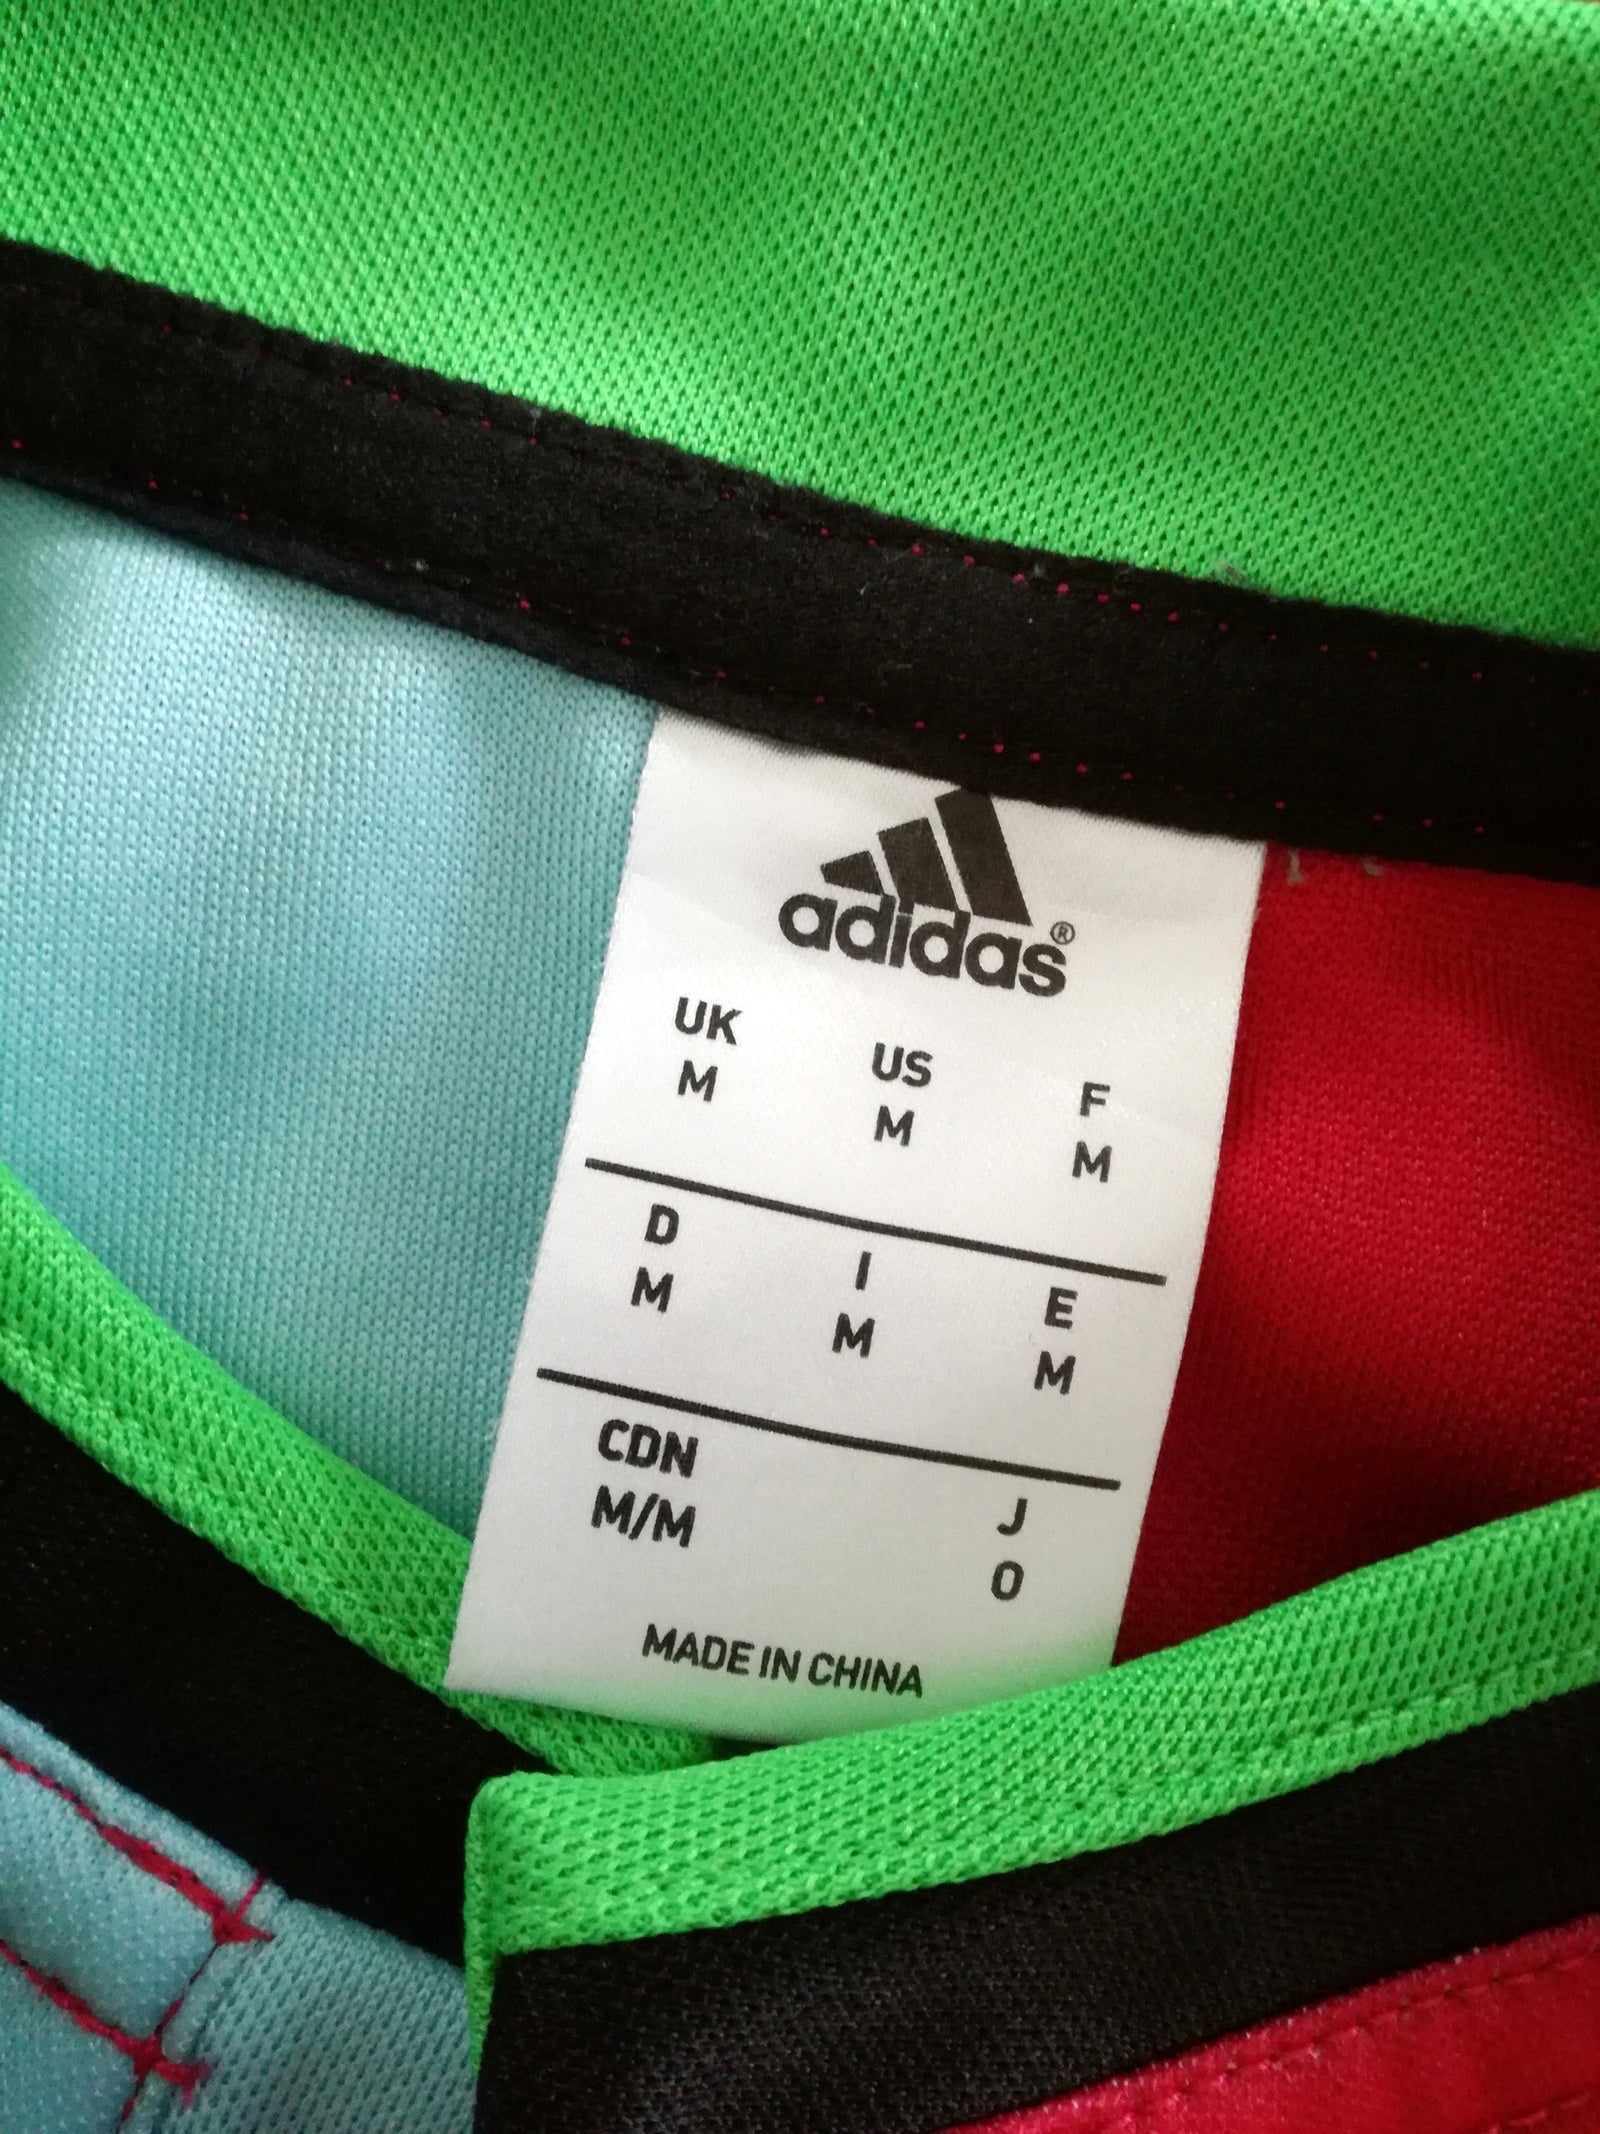 adidas®
UK US F
M M M
D I E
M M M
CDN J
M/M O
MADE IN CHINA